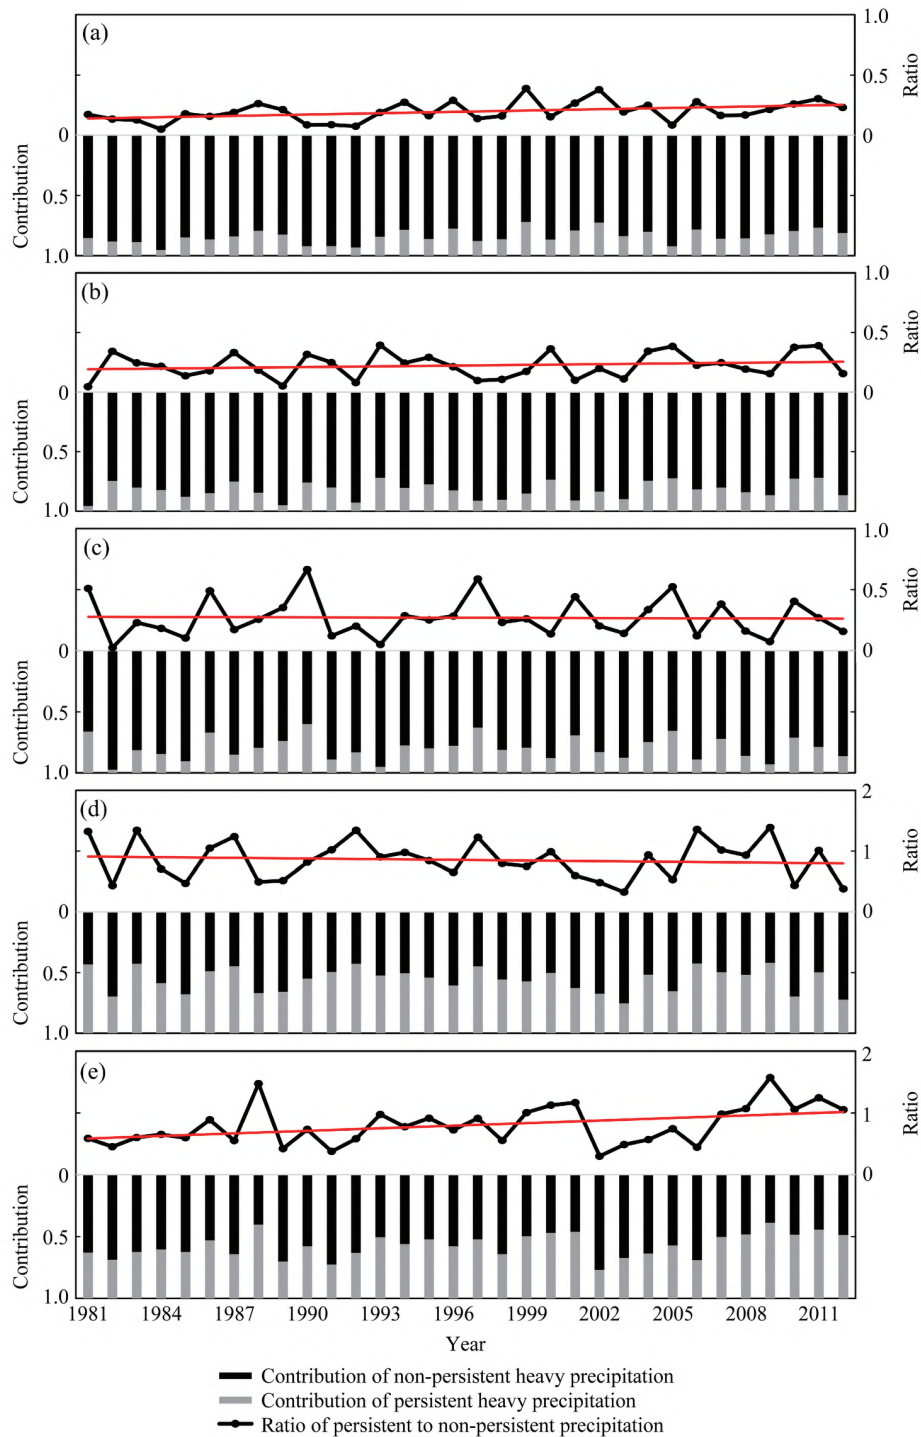 (a)
1.0
0.5
0
Ratio
0
0.5
1.0
Contribution
(b)
1.0
0.5
0
Ratio
0
0.5
1.0
Contribution
(c)
1.0
0.5
0
Ratio
0
0.5
1.0
Contribution
(d)
2
1
0
Ratio
0
0.5
1.0
Contribution
(e)
2
1
0
Ratio
0
0.5
1.0
Contribution
1981 1984 1987 1990 1993 1996 1999 2002 2005 2008 2011
Year
Contribution of non-persistent heavy precipitation
Contribution of persistent heavy precipitation
Ratio of persistent to non-persistent precipitation